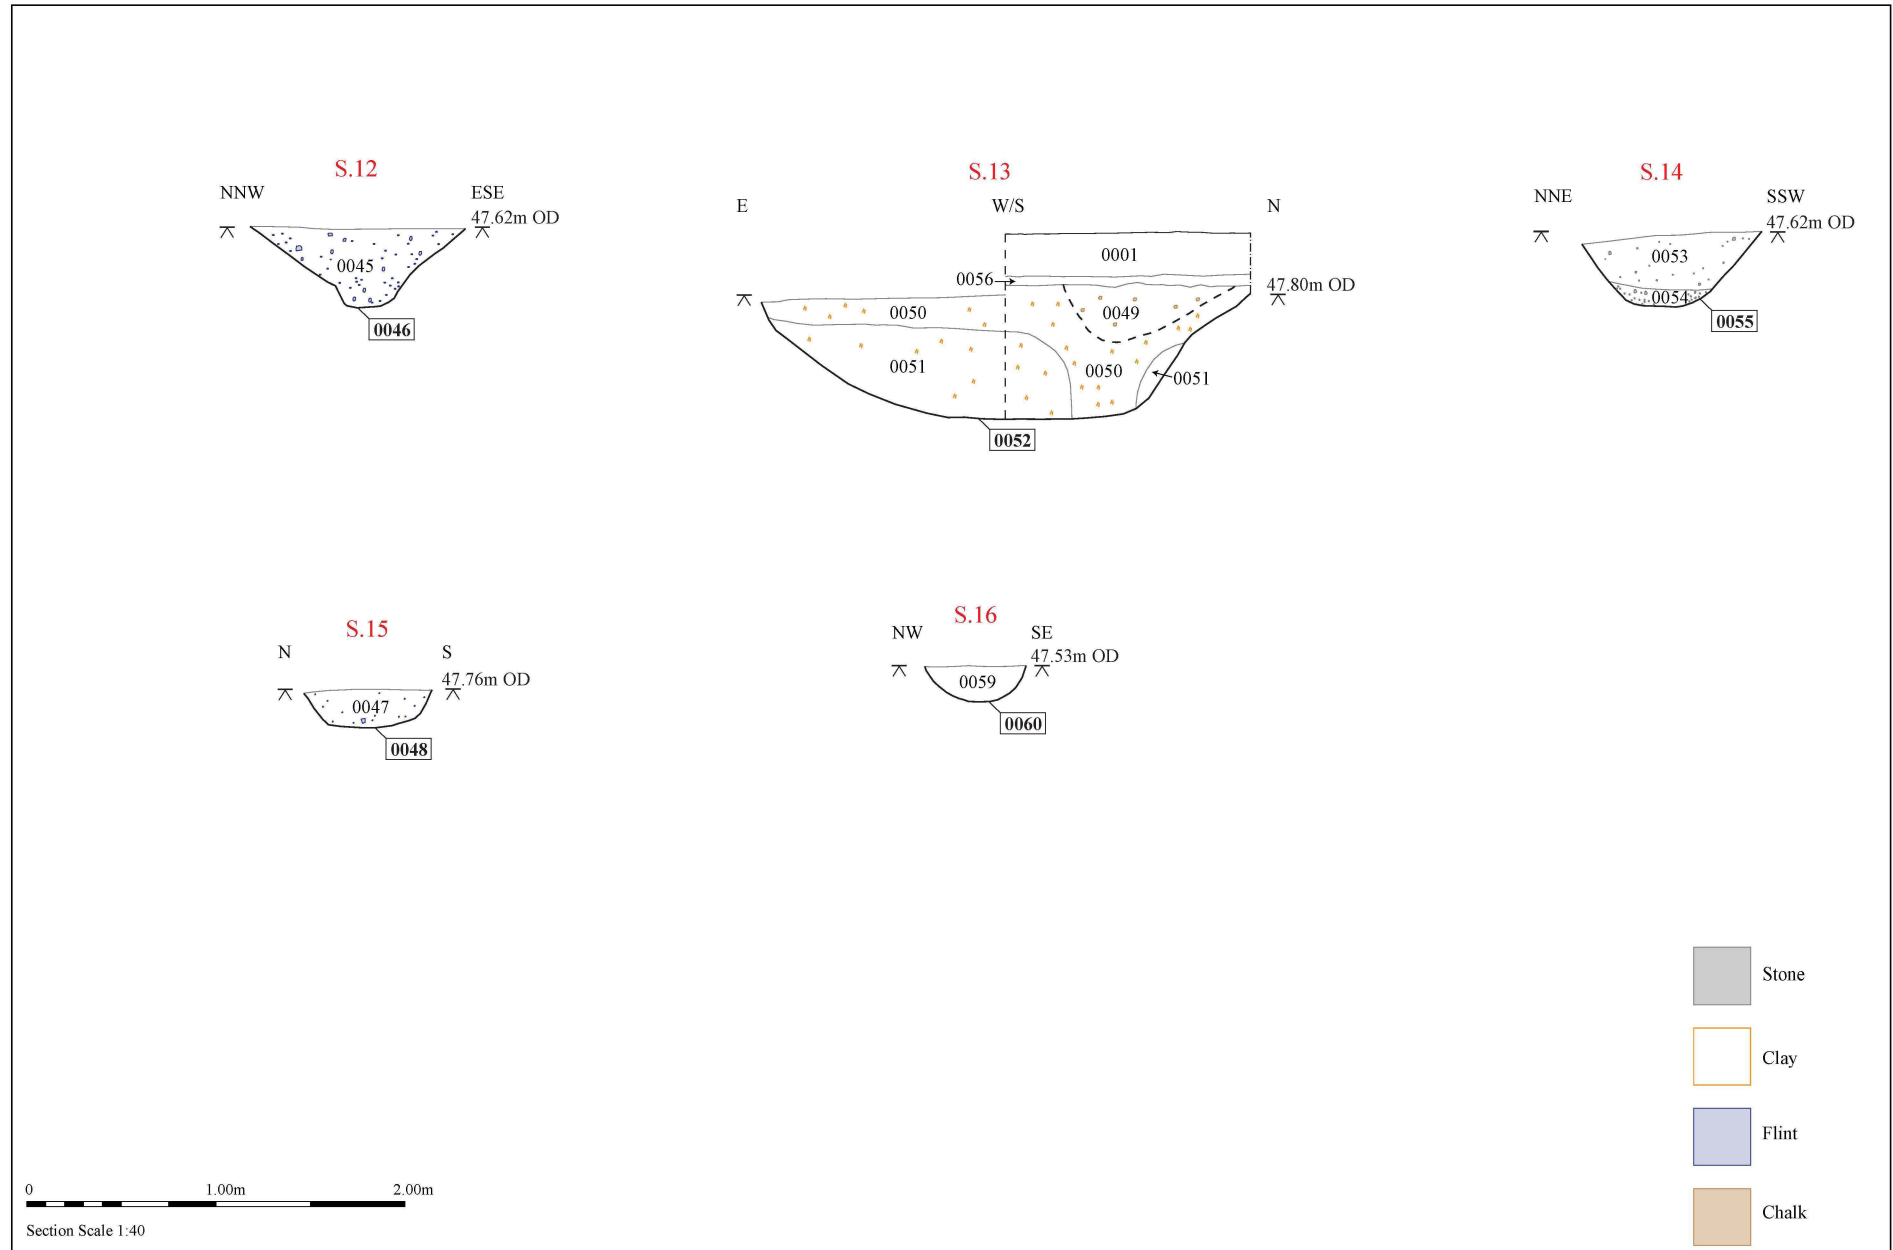 S.12
NNW
ESE
47.62m OD
0045
0046
S.13
E
W/S
N
0001
0056
47.80m OD
0050
0049
0051
0050
0051
0052
S.14
NNE
SSW
47.62m OD
0053
0054
0055
S.15
N
S
47.76m OD
0047
0048
S.16
NW
SE
47.53m OD
0059
0060
Stone
Clay
Flint
Chalk
0 1.00m 2.00m
Section Scale 1:40